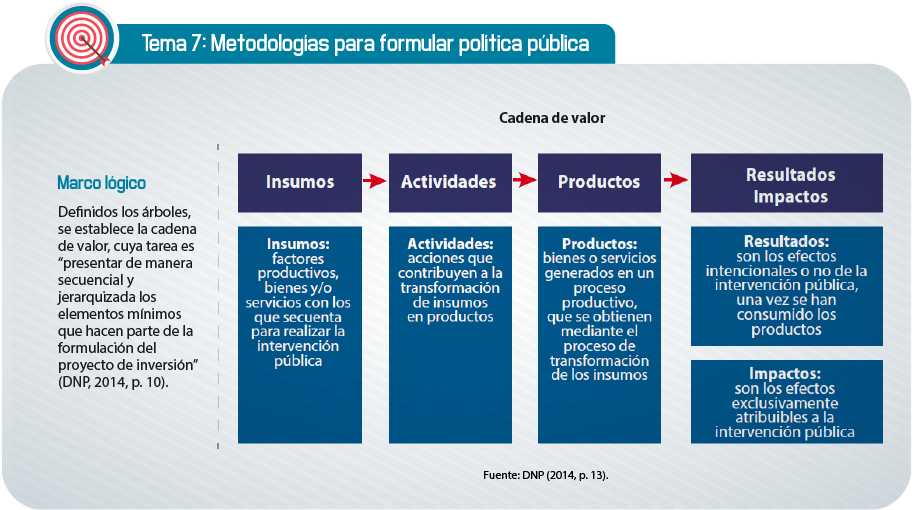 Tema 7: Metodologías para formular política pública
Cadena de valor
Marco lógico
Definidos los árboles,
se establece la cadena
de valor, cuya tarea es
“presentar de manera
secuencial y
jerarquizada los
elementos mínimos
que hacen parte de la
formulación del
proyecto de inversión”
(DNP, 2014, p. 10).
Insumos
Actividades
Productos
Resultados
Impactos
Insumos:
factores
productivos,
bienes y/o
servicios con los
que secuenta
para realizar la
intervención
pública
Actividades:
acciones que
contribuyen a la
transformación
de insumos
en productos
Productos:
bienes o servicios
generados en un
proceso
productivo,
que se obtienen
mediante el
proceso de
transformación
de los insumos
Resultados:
son los efectos
intencionales o no de la
intervención pública,
una vez se han
consumido los
productos
Impactos:
son los efectos
exclusivamente
atribuibles a la
intervención pública
Fuente: DNP (2014, p. 13).